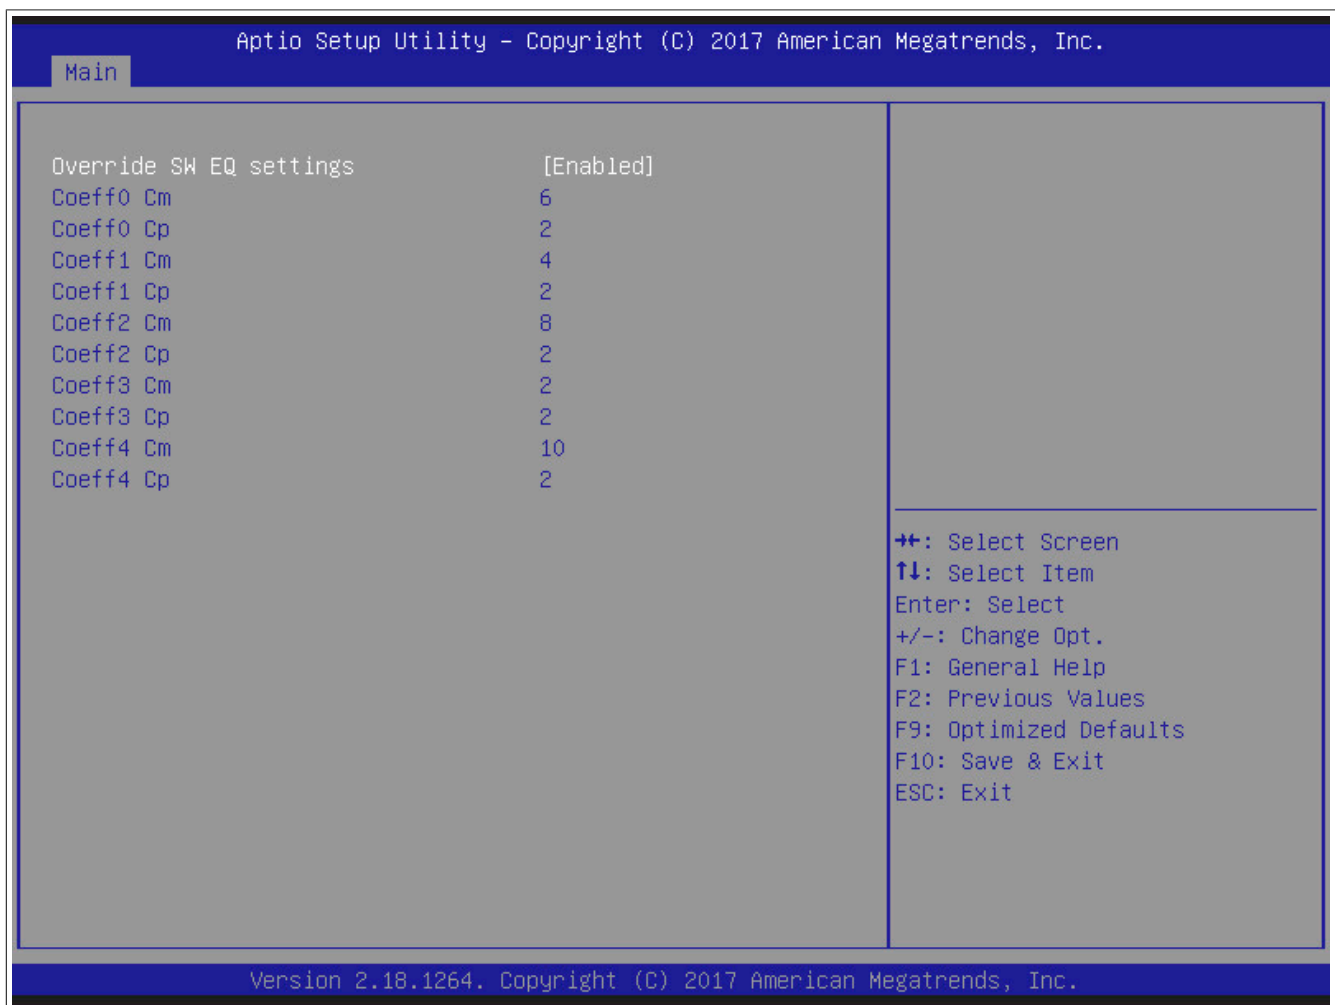 Aptio Setup Utility – Copyright (C) 2017 American Megatrends, Inc.
Main
Override SW EQ settings [Enabled]
Coeff0 Cm 6
Coeff0 Cp 2
Coeff1 Cm 4
Coeff1 Cp 2
Coeff2 Cm 8
Coeff2 Cp 2
Coeff3 Cm 2
Coeff3 Cp 2
Coeff4 Cm 10
Coeff4 Cp 2
→←: Select Screen
↑↓: Select Item
Enter: Select
+/-: Change Opt.
F1: General Help
F2: Previous Values
F9: Optimized Defaults
F10: Save & Exit
ESC: Exit
Version 2.18.1264. Copyright (C) 2017 American Megatrends, Inc.